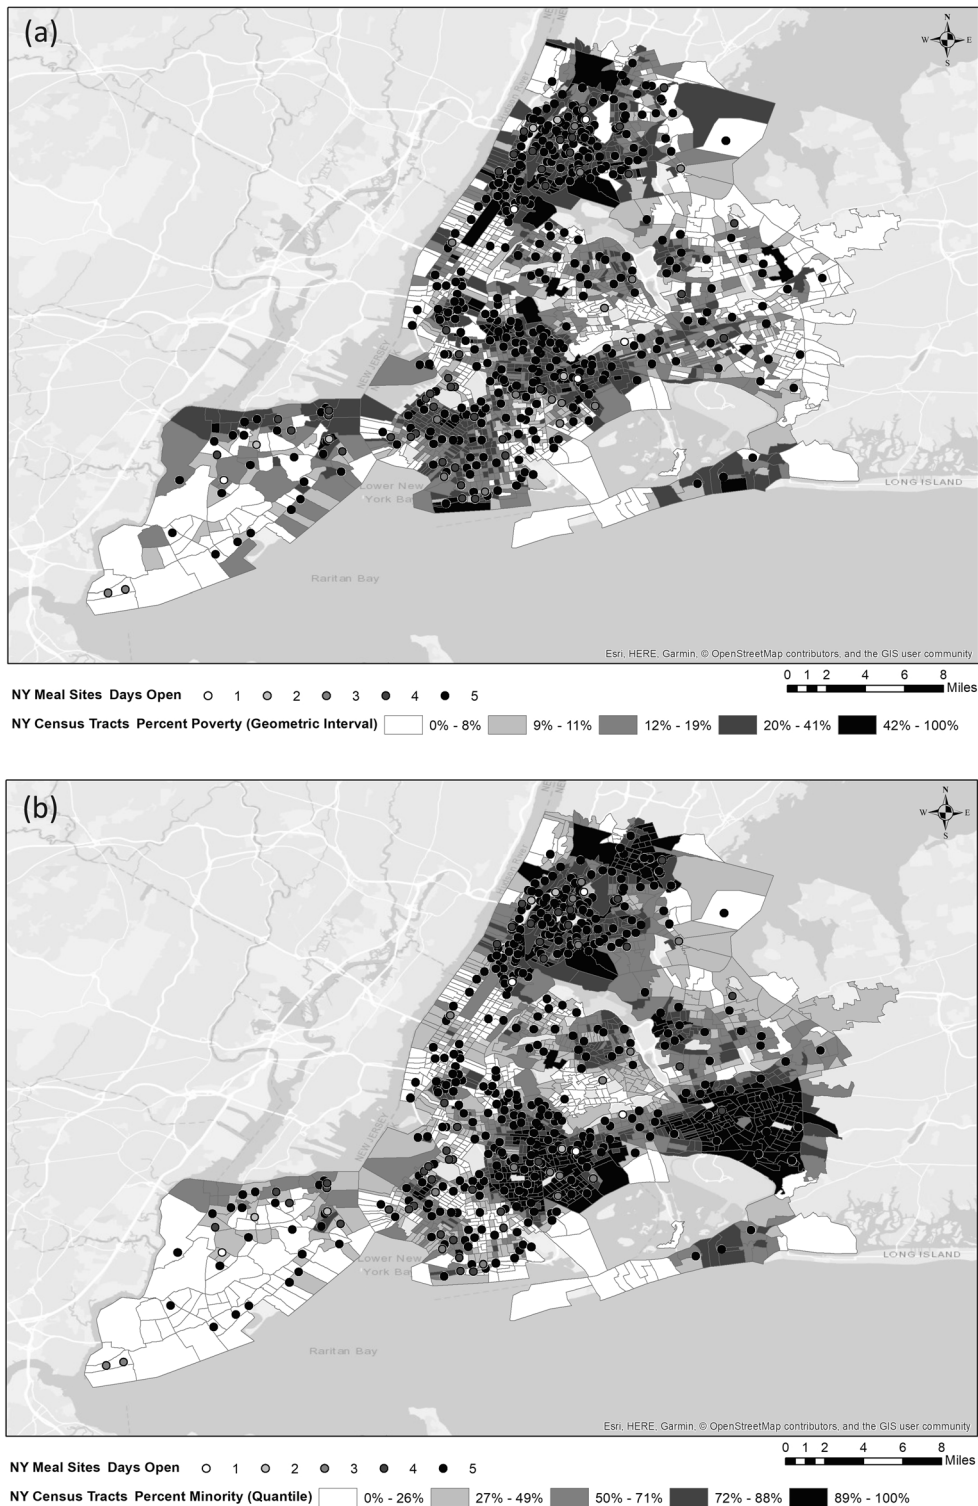 (a)
N
W E
S
NEW JERSEY
Lower New
York Bay
LONG ISLAND
Raritan Bay
Esri, HERE, Garmin, © OpenStreetMap contributors, and the GIS user community
0 1 2 4 6 8
Miles
NY Meal Sites Days Open 1 2 3 4 5
NY Census Tracts Percent Poverty (Geometric Interval) 0% - 8% 9% - 11% 12% - 19% 20% - 41% 42% - 100%
(b)
N
W E
S
NEW JERSEY
Lower New
York Bay
LONG ISLAND
Raritan Bay
Esri, HERE, Garmin, © OpenStreetMap contributors, and the GIS user community
0 1 2 4 6 8
Miles
NY Meal Sites Days Open 1 2 3 4 5
NY Census Tracts Percent Minority (Quantile) 0% - 26% 27% - 49% 50% - 71% 72% - 88% 89% - 100%